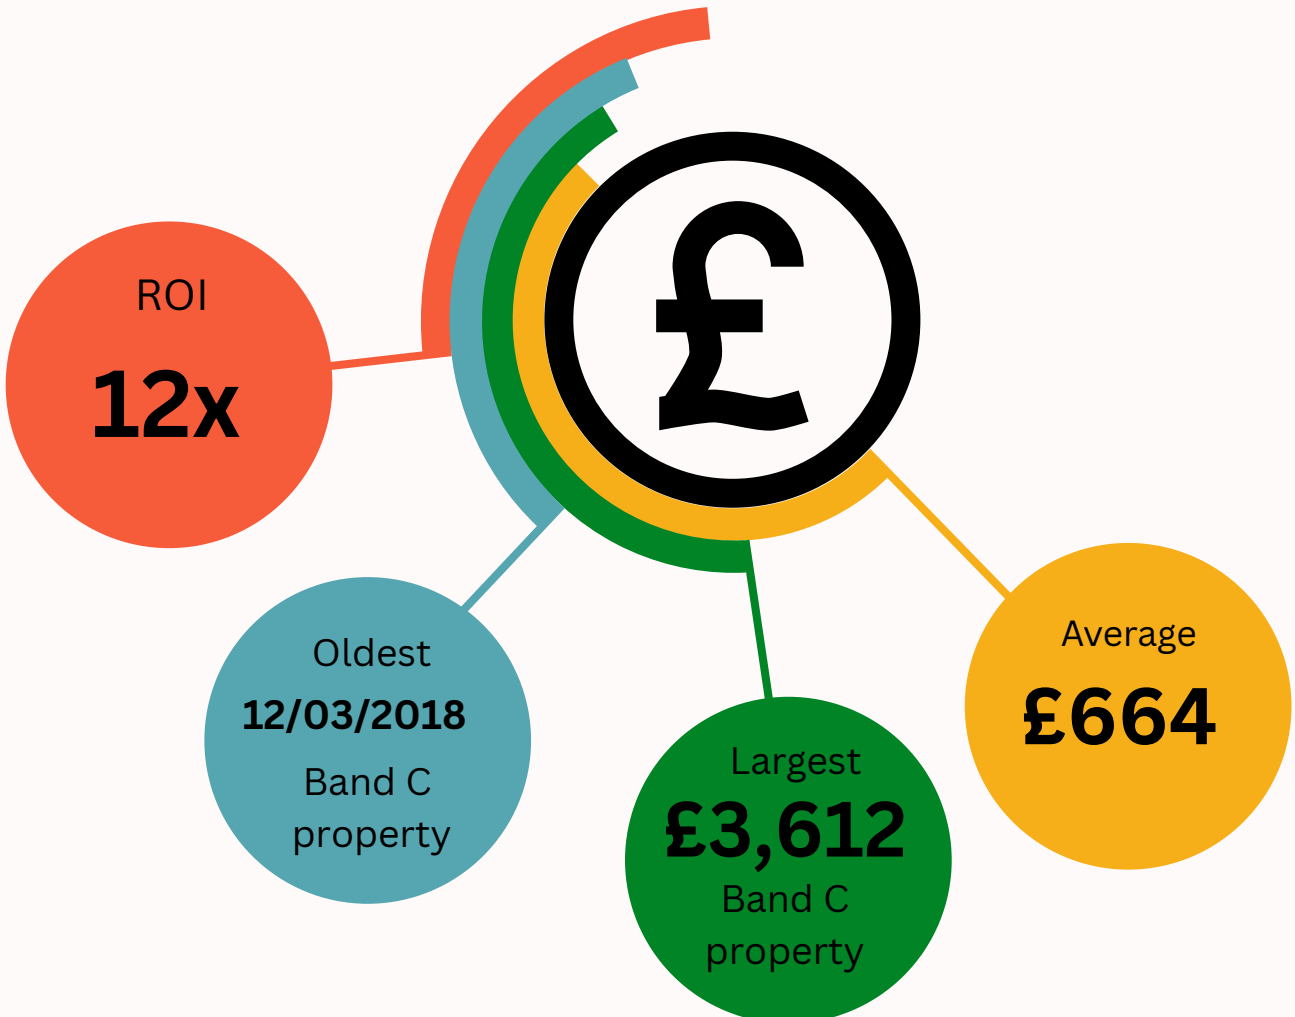 £
ROI
12x
Oldest
12/03/2018
Band C
property
Largest
£3,612
Band C
property
Average
£664